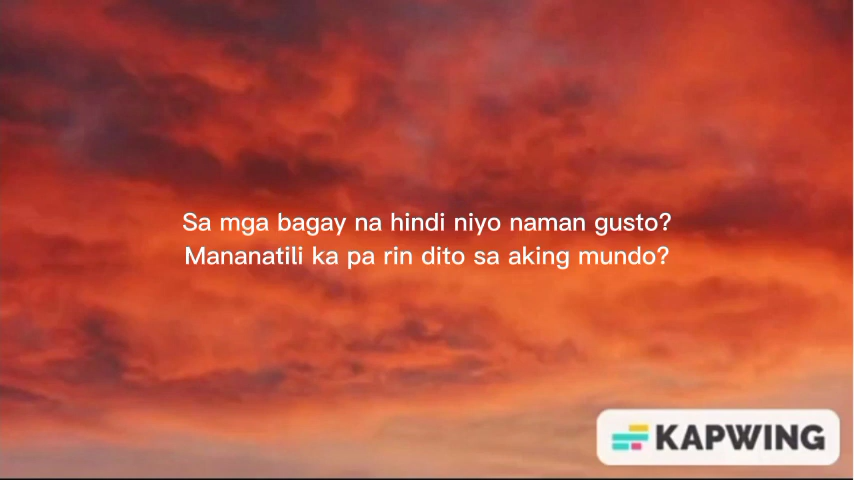 Sa mga bagay na hindi niyo naman gusto?
Mananatili ka pa rin dito sa aking mundo?
KAPWING